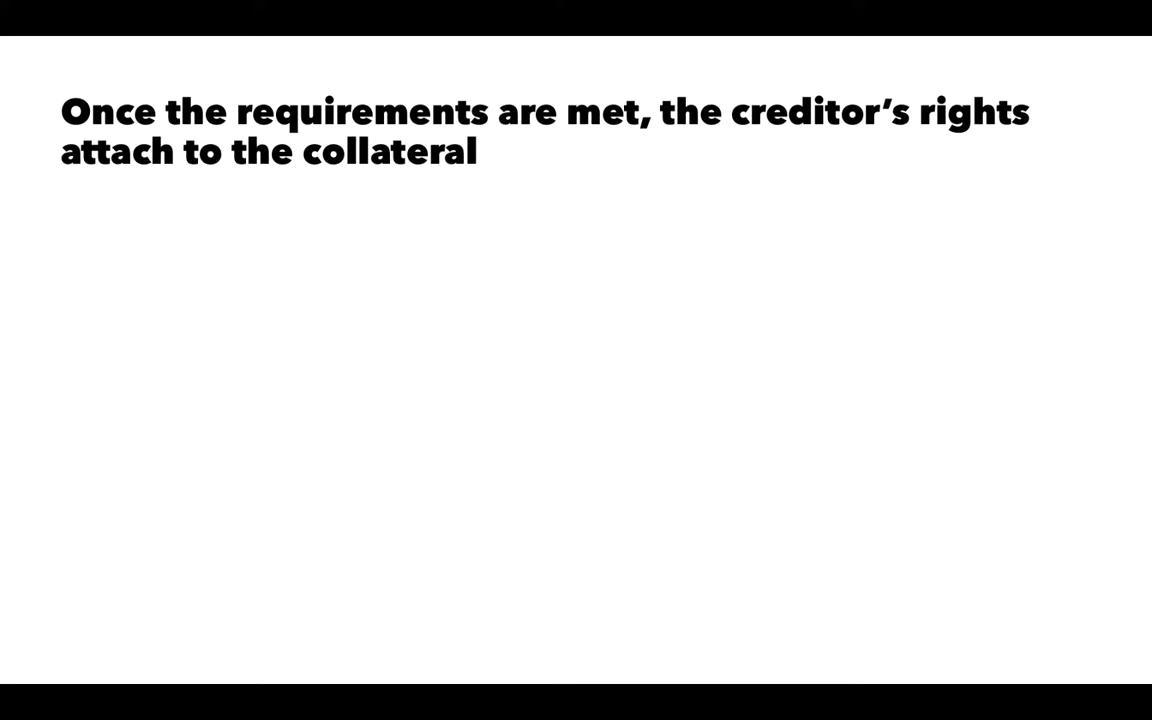 Once the requirements are met, the creditor’s rights
attach to the collateral